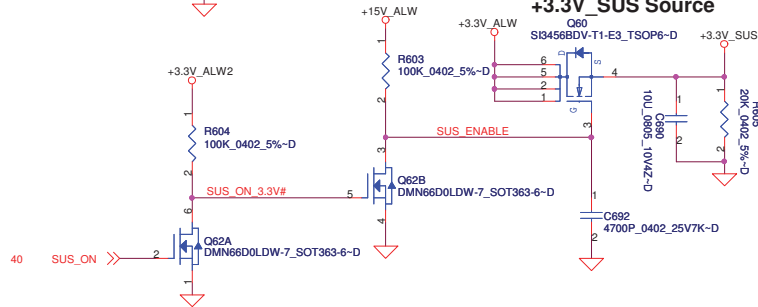 +3.3V_SUS Source
+15V_ALW
+3.3V_ALW
Q60
SI3456BDV-T1-E3_TSOP6~D
+3.3V_SUS
+3.3V_ALW2
1
R603
100K_0402_5%~D
2
6
5
2
1
D
S
G
4
3
1
C690
10U_0805_10V4Z~D
2
1
20K_0402_5%~D
2
1
R604
100K_0402_5%~D
2
SUS_ENABLE
3
SUS_ON_3.3V#
5
Q62B
DMN66D0LDW-7_SOT363-6~D
4
6
1
C692
4700P_0402_25V7K~D
2
Q62A
DMN66D0LDW-7_SOT363-6~D
40
SUS_ON
2
1